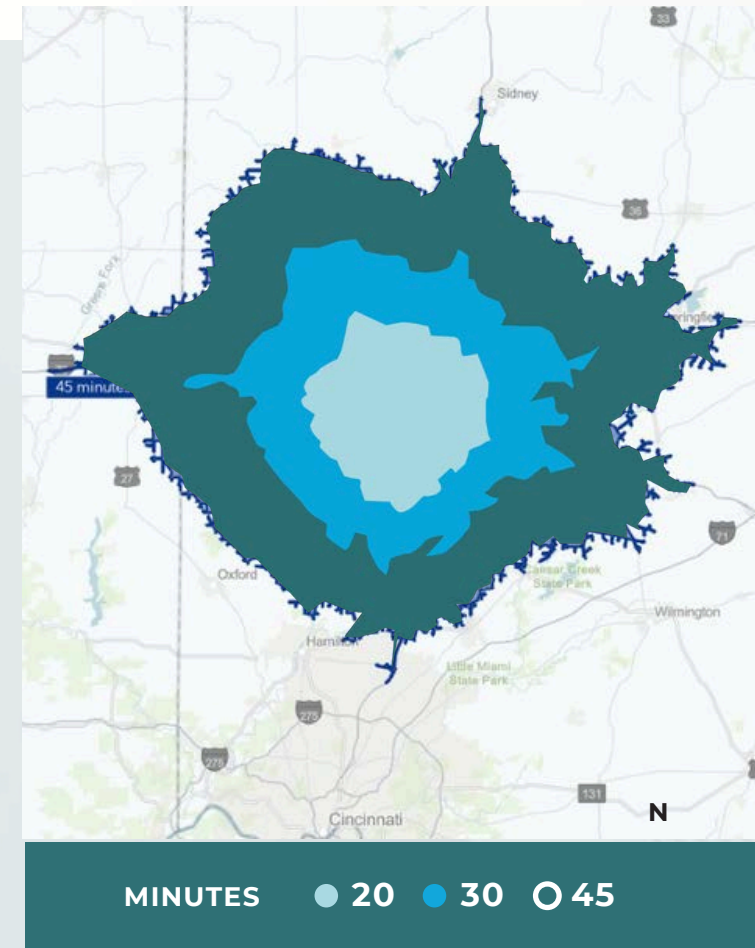 33
Sidney
36
Greens Fork
ringfie
45 minutes
27
71
Oxford
Caesar Creek
State Park
Wilmington
Hamilton
Little Miami
State Park
275
275
131
N
Cincinnati
MINUTES 20 30 45